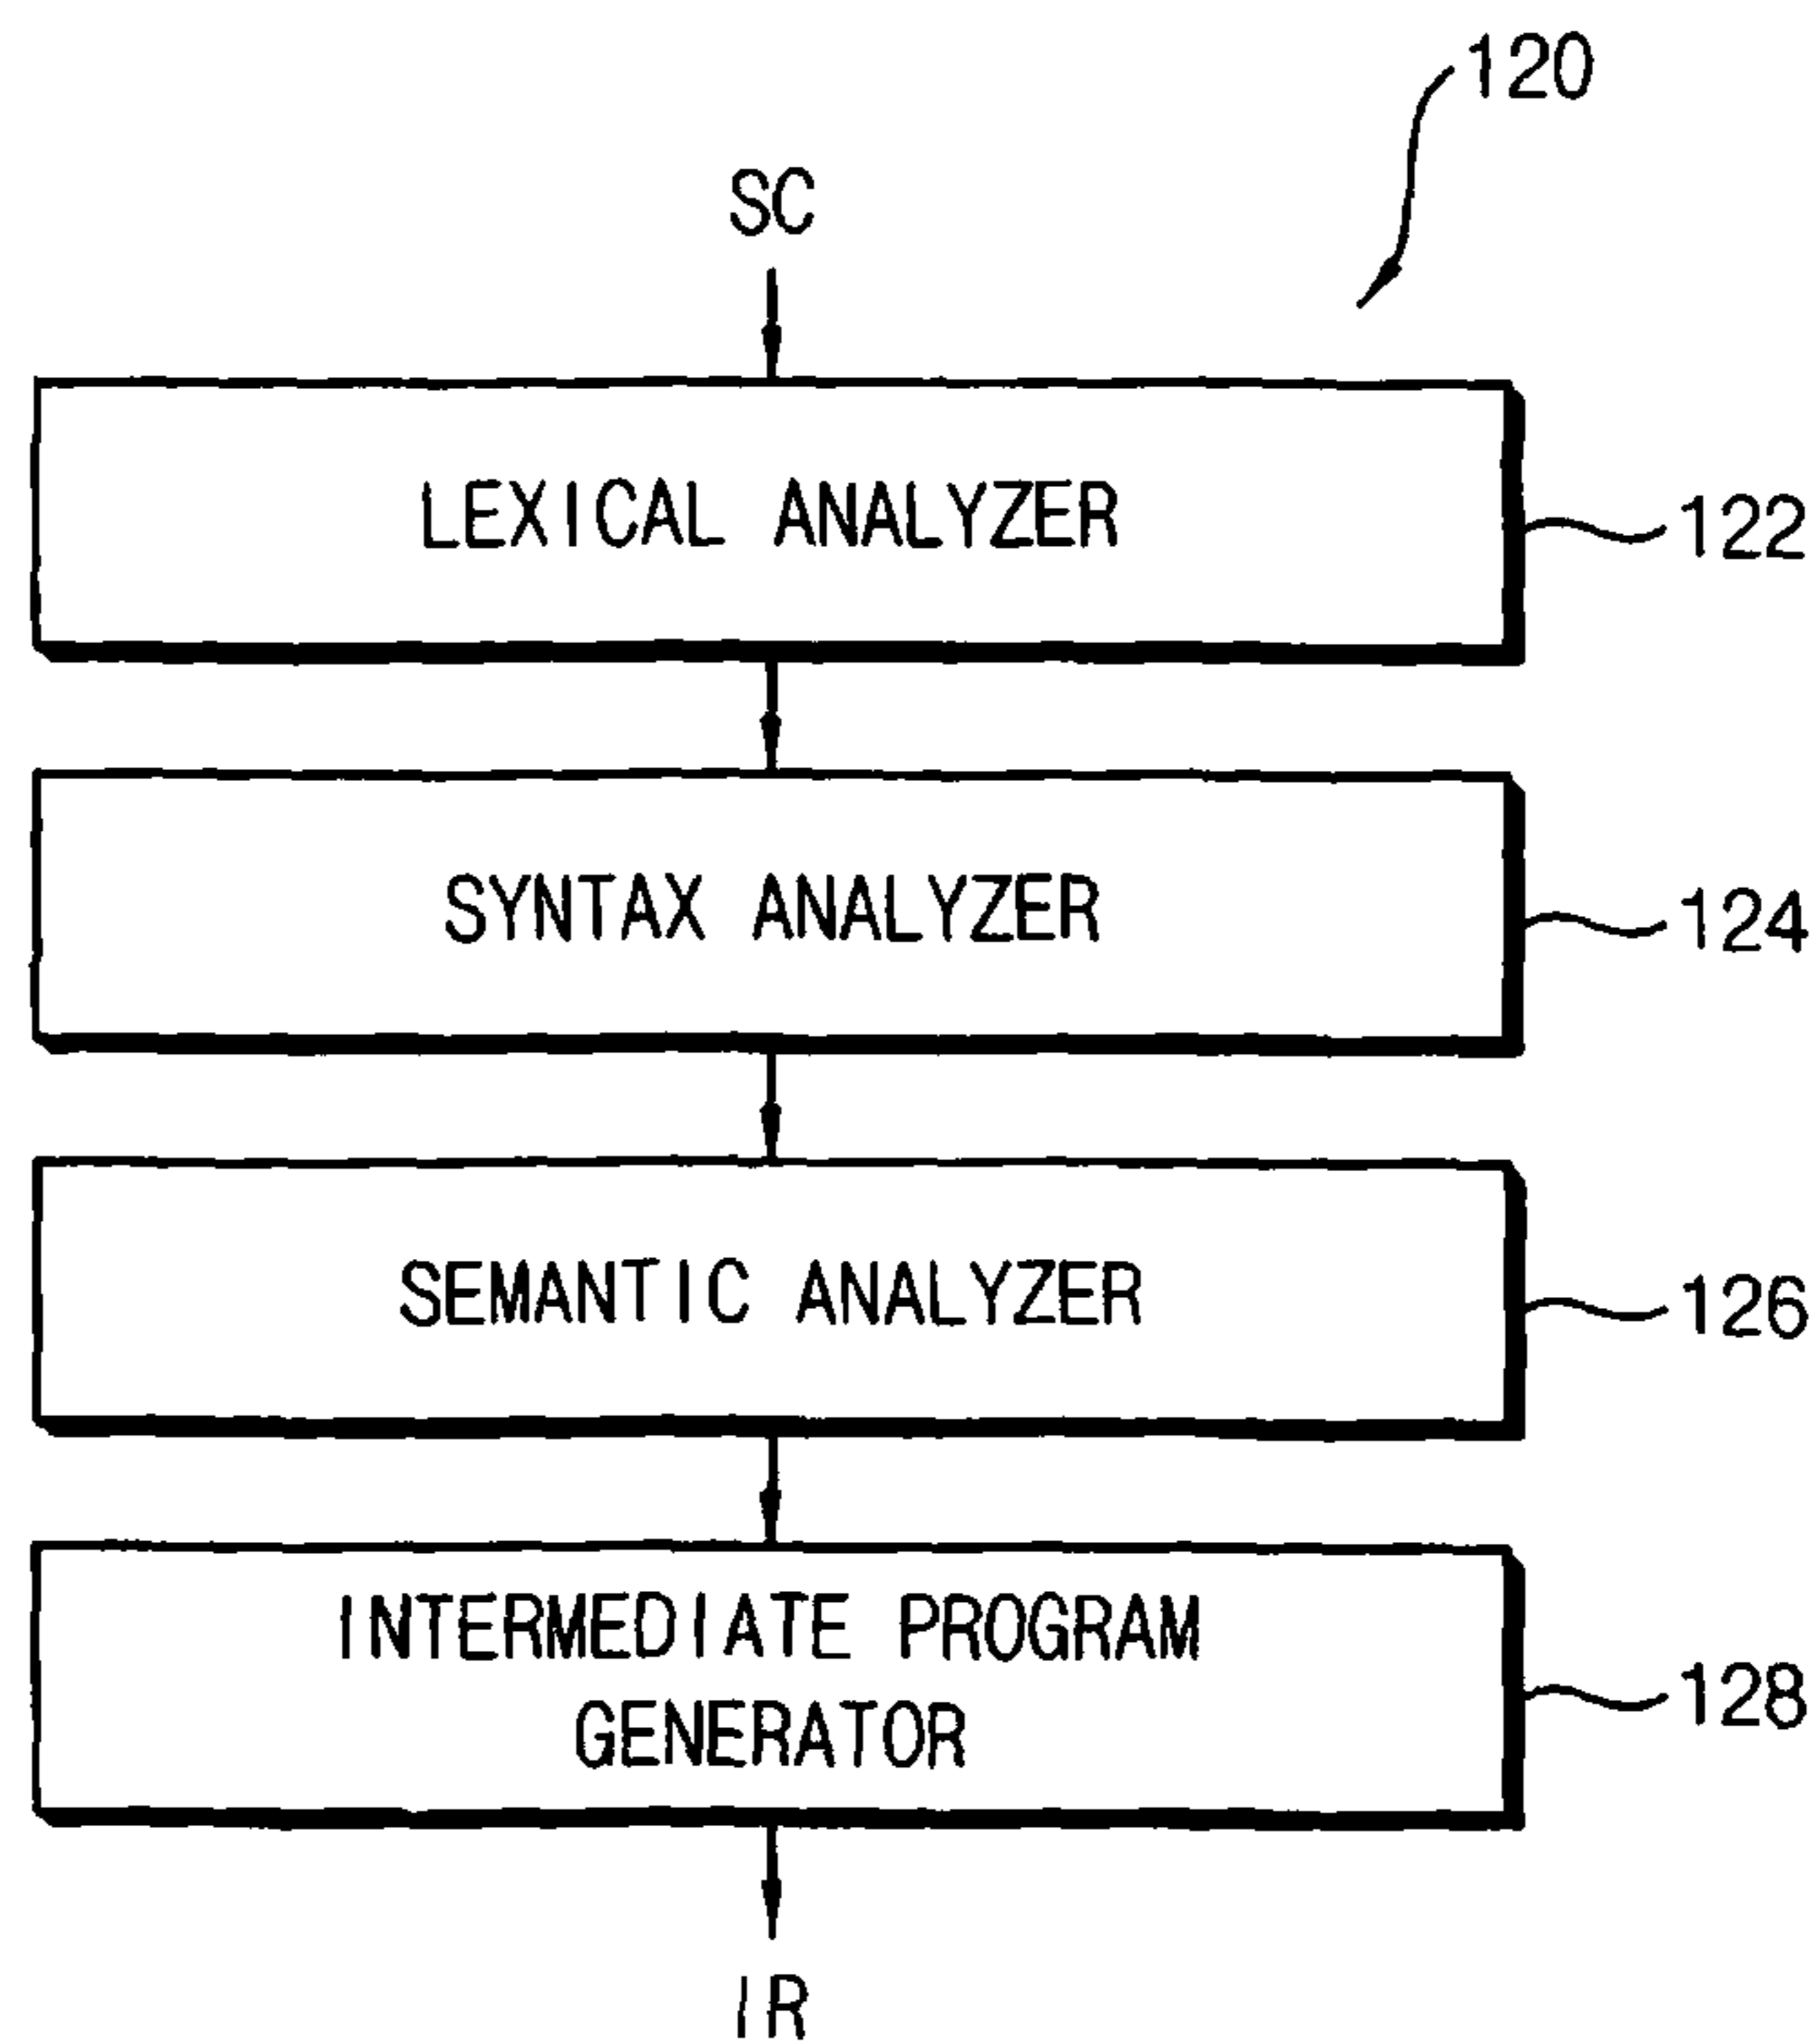 120
SC
LEXICAL ANALYZER
122
SYNTAX ANALYZER
124
SEMANTIC ANALYZER
126
INTERMEDIATE PROGRAM
GENERATOR
128
IR